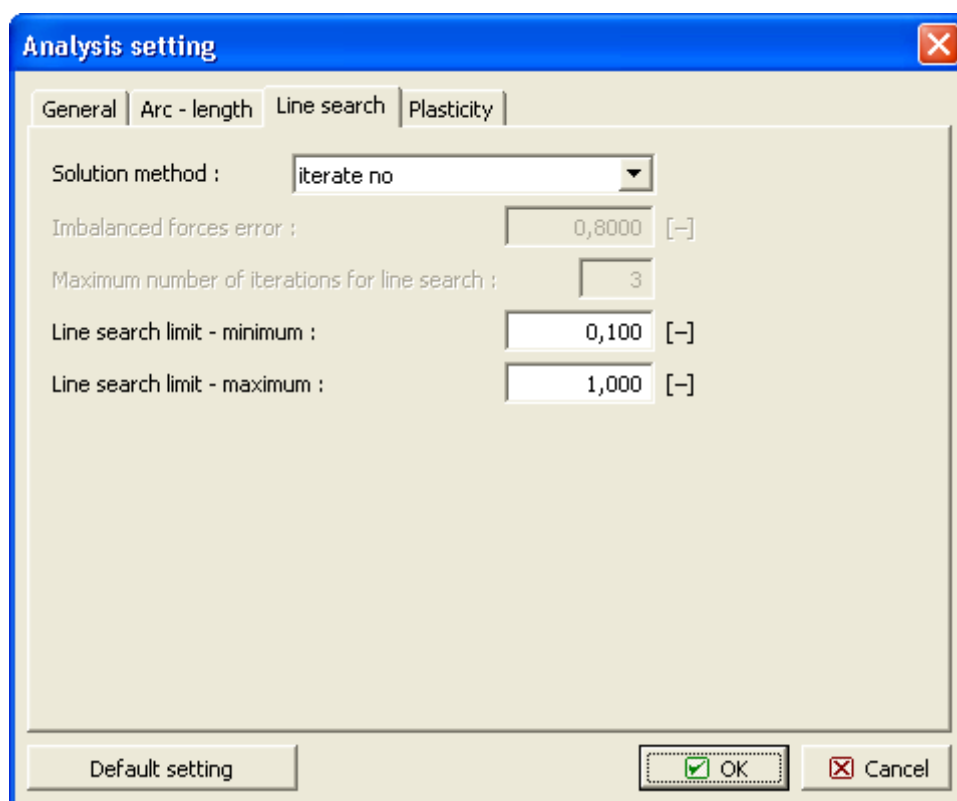 Analysis setting
General Arc - length Line search Plasticity
Solution method : iterate no
Imbalanced forces error : 0,8000 [–]
Maximum number of iterations for line search : 3
Line search limit - minimum : 0,100 [–]
Line search limit - maximum : 1,000 [–]
Default setting OK Cancel